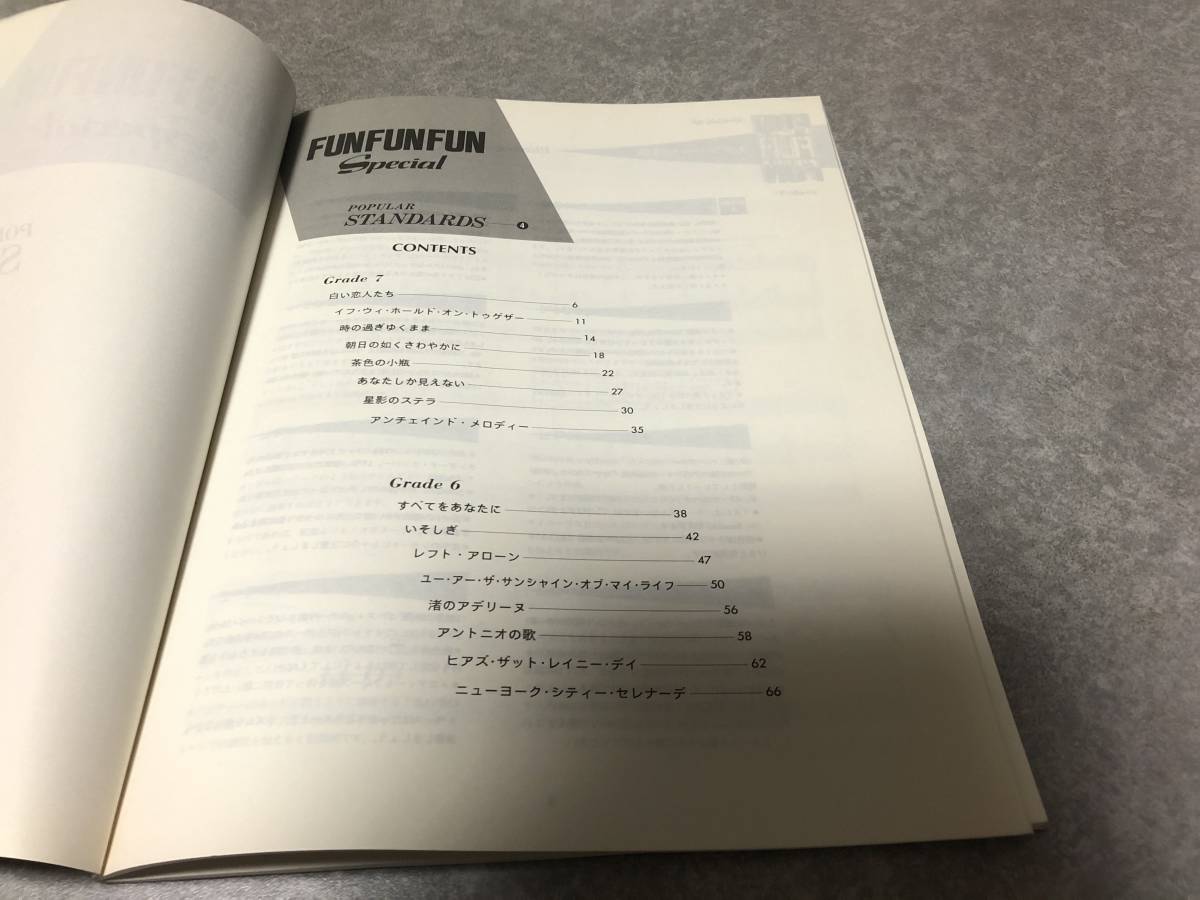 FUNFUNFUN
Special
POPULAR
STANDARDS 4
CONTENTS
Grade 7
白い恋人たち 6
イフ・ウィ・ホールド・オン・トゥゲザー 11
時の過ぎゆくまま 14
朝日の如くさわやかに 18
茶色の小瓶 22
あなたしか見えない 27
星影のステラ 30
アンチェインド・メロディー 35
Grade 6
すべてをあなたに 38
いそしぎ 42
レフト・アローン 47
ユー・アー・ザ・サンシャイン・オブ・マイ・ライフ 50
渚のアデリーヌ 56
アントニオの歌 58
ヒアズ・ザット・レイニー・デイ 62
ニューヨーク・シティー・セレナーデ 66